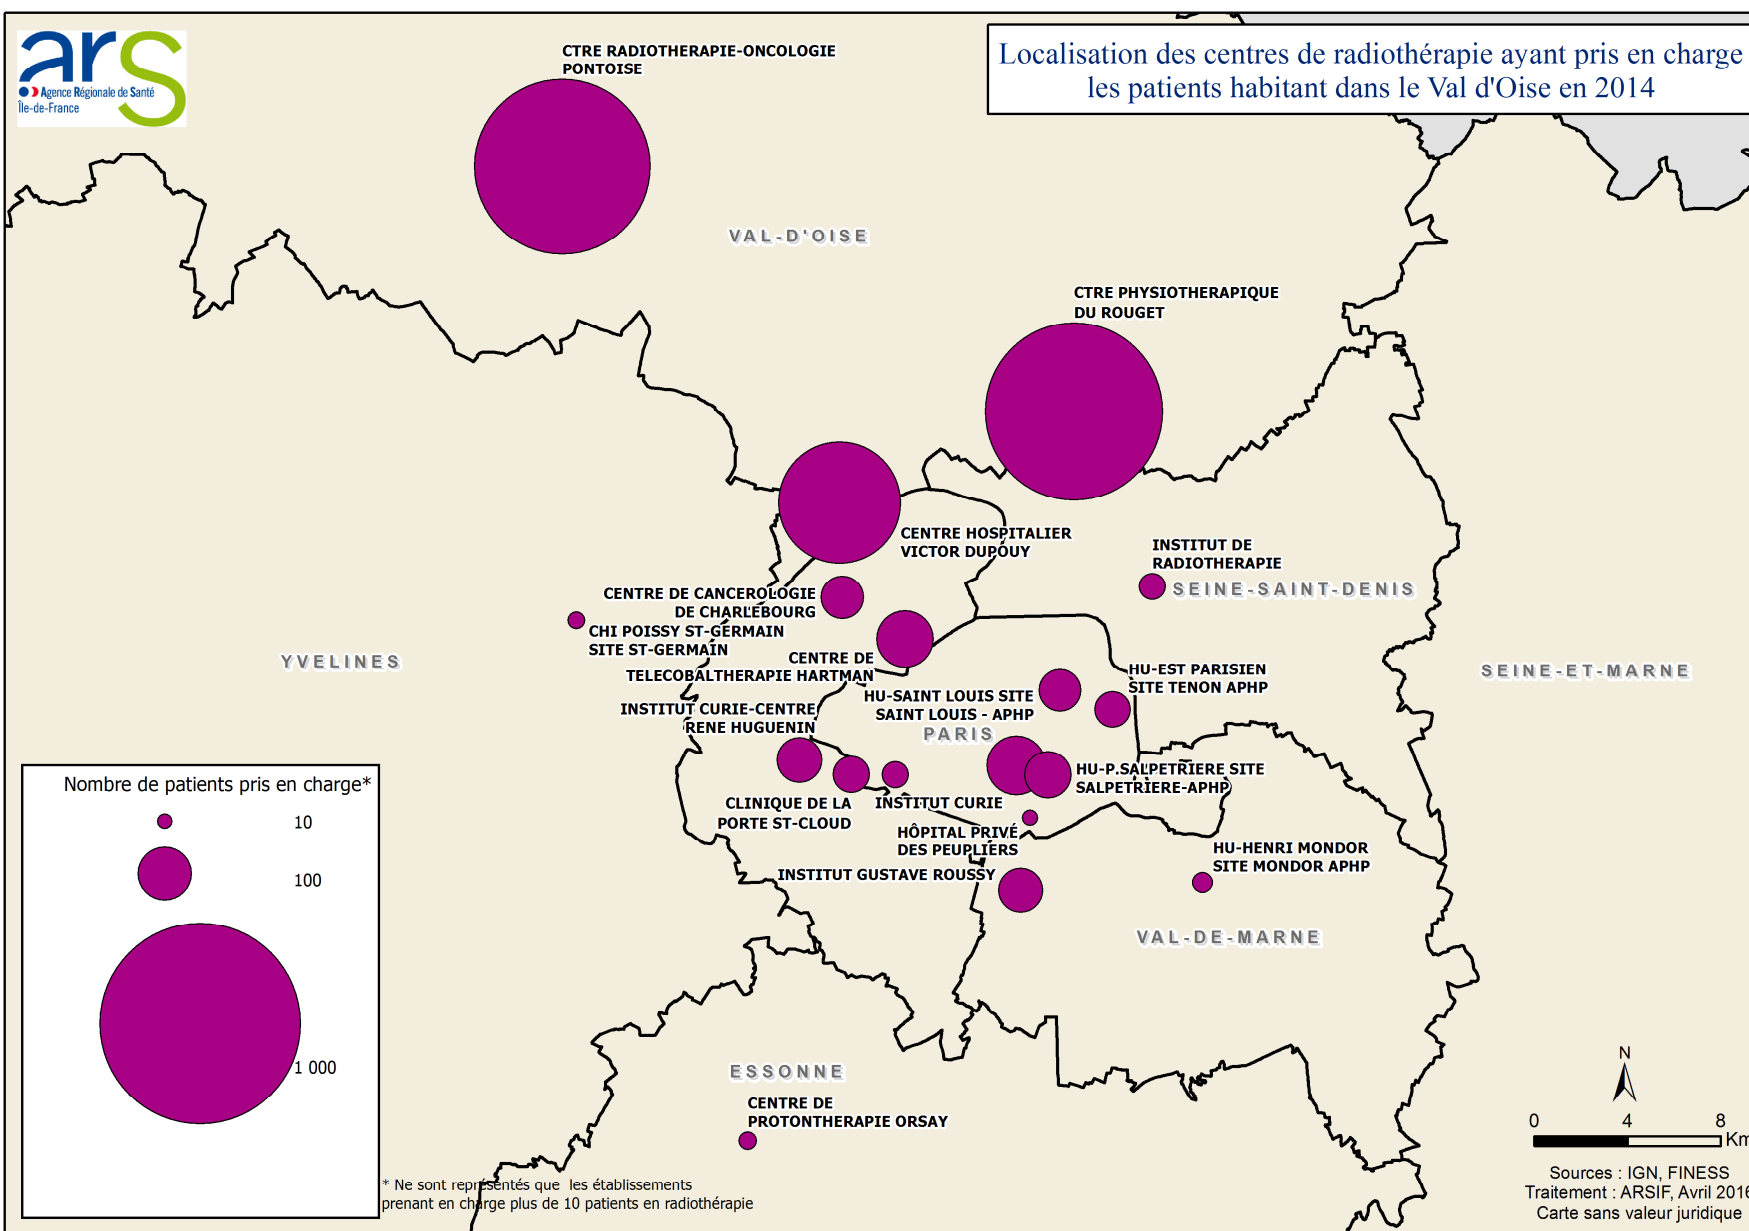 ars
Agence Régionale de Santé
Île-de-France
Localisation des centres de radiothérapie ayant pris en charge
les patients habitant dans le Val d'Oise en 2014
CTRE RADIOTHERAPIE-ONCOLOGIE
PONTOISE
VAL-D'OISE
CTRE PHYSIOTHERAPIQUE
DU ROUGET
CENTRE HOSPITALIER
VICTOR DUPOUY
INSTITUT DE
RADIOTHERAPIE
SEINE-SAINT-DENIS
CENTRE DE CANCEROLOGIE
DE CHARLEBOURG
CHI POISSY ST-GERMAIN
SITE ST-GERMAIN
YVELINES
CENTRE DE
TELECOBALTHERAPIE HARTMAN
HU-EST PARISIEN
SITE TENON APHP
SEINE-ET-MARNE
HU-SAINT LOUIS SITE
SAINT LOUIS - APHP
INSTITUT CURIE-CENTRE
RENE HUGUENIN
PARIS
HU-P.SALPETRIERE SITE
SALPETRIERE-APHP
CLINIQUE DE LA
PORTE ST-CLOUD
INSTITUT CURIE
HÔPITAL PRIVÉ
DES PEUPLIERS
HU-HENRI MONDOR
SITE MONDOR APHP
INSTITUT GUSTAVE ROUSSY
VAL-DE-MARNE
ESSONNE
CENTRE DE
PROTONTHERAPIE ORSAY
Nombre de patients pris en charge*
10
100
1 000
* Ne sont représentés que les établissements
prenant en charge plus de 10 patients en radiothérapie
N
0 4 8
Km
Sources : IGN, FINESS
Traitement : ARSIF, Avril 2016
Carte sans valeur juridique